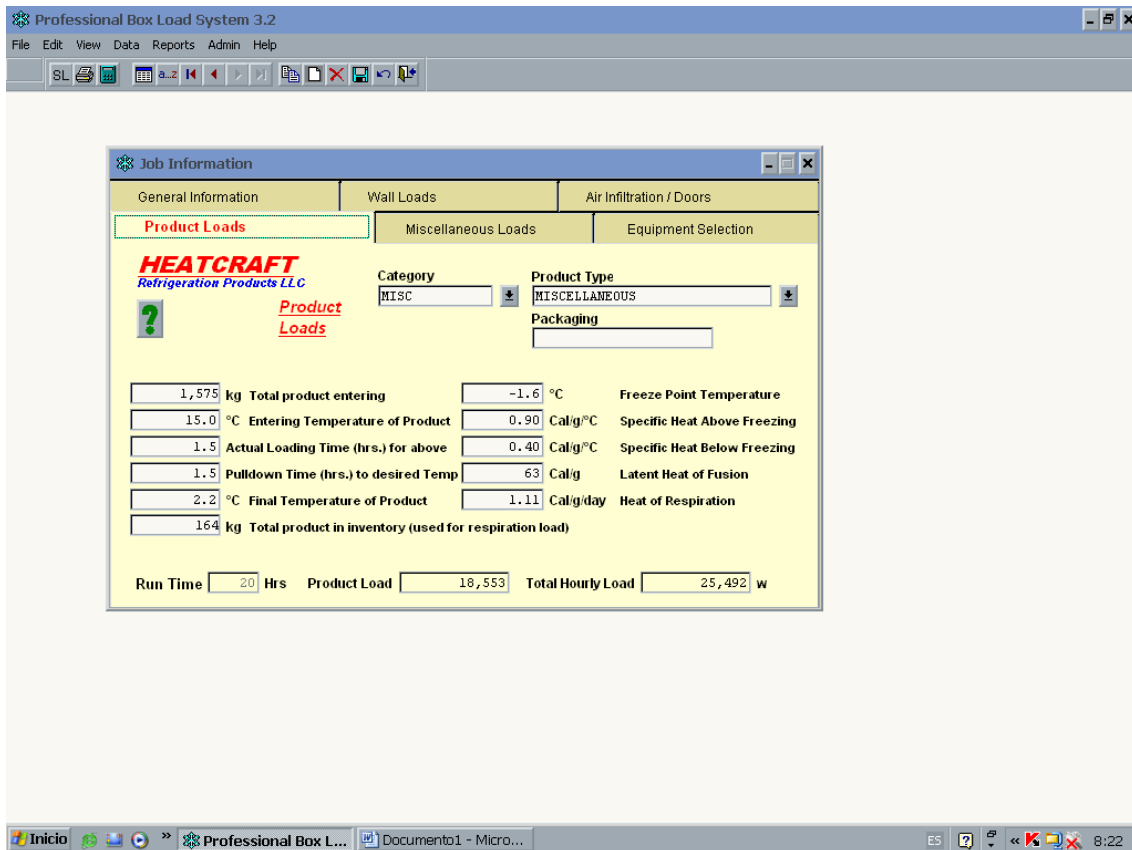 Professional Box Load System 3.2
File Edit View Data Reports Admin Help
SL a..z
Job Information
General Information Wall Loads Air Infiltration / Doors
Product Loads Miscellaneous Loads Equipment Selection
HEATCRAFT
Refrigeration Products LLC
Product
Loads
Category Product Type
MISC MISCELLANEOUS
Packaging
1,575 kg Total product entering -1.6 °C Freeze Point Temperature
15.0 °C Entering Temperature of Product 0.90 Cal/g/°C Specific Heat Above Freezing
1.5 Actual Loading Time (hrs.) for above 0.40 Cal/g/°C Specific Heat Below Freezing
1.5 Pulldown Time (hrs.) to desired Temp 63 Cal/g Latent Heat of Fusion
2.2 °C Final Temperature of Product 1.11 Cal/g/day Heat of Respiration
164 kg Total product in inventory (used for respiration load)
Run Time 20 Hrs Product Load 18,553 Total Hourly Load 25,492 w
Inicio » Professional Box L... Documento1 - Micro... ES ? « K 8:22